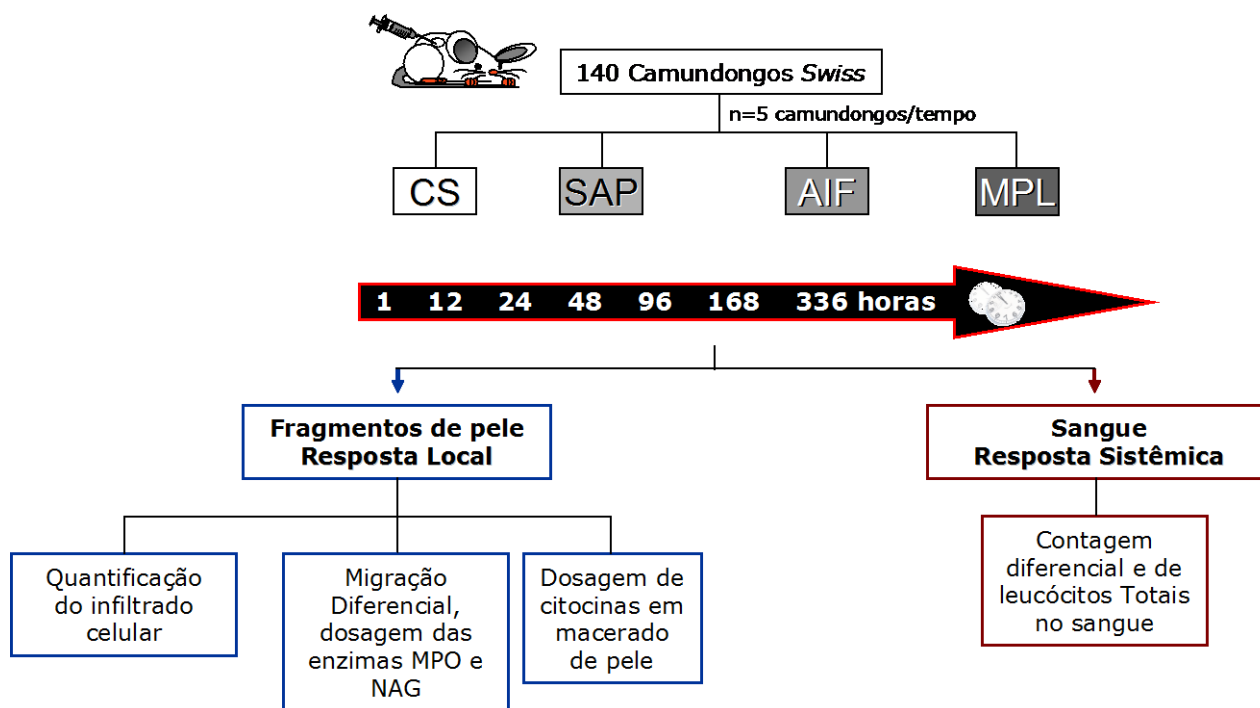 140 Camundongos Swiss
n=5 camundongos/tempo
CS
SAP
AIF
MPL
1 12 24 48 96 168 336 horas
Fragmentos de pele
Resposta Local
Sangue
Resposta Sistêmica
Quantificação
do infiltrado
celular
Migração
Diferencial,
dosagem das
enzimas MPO e
NAG
Dosagem de
citocinas em
macerado
de pele
Contagem
diferencial e de
leucócitos Totais
no sangue